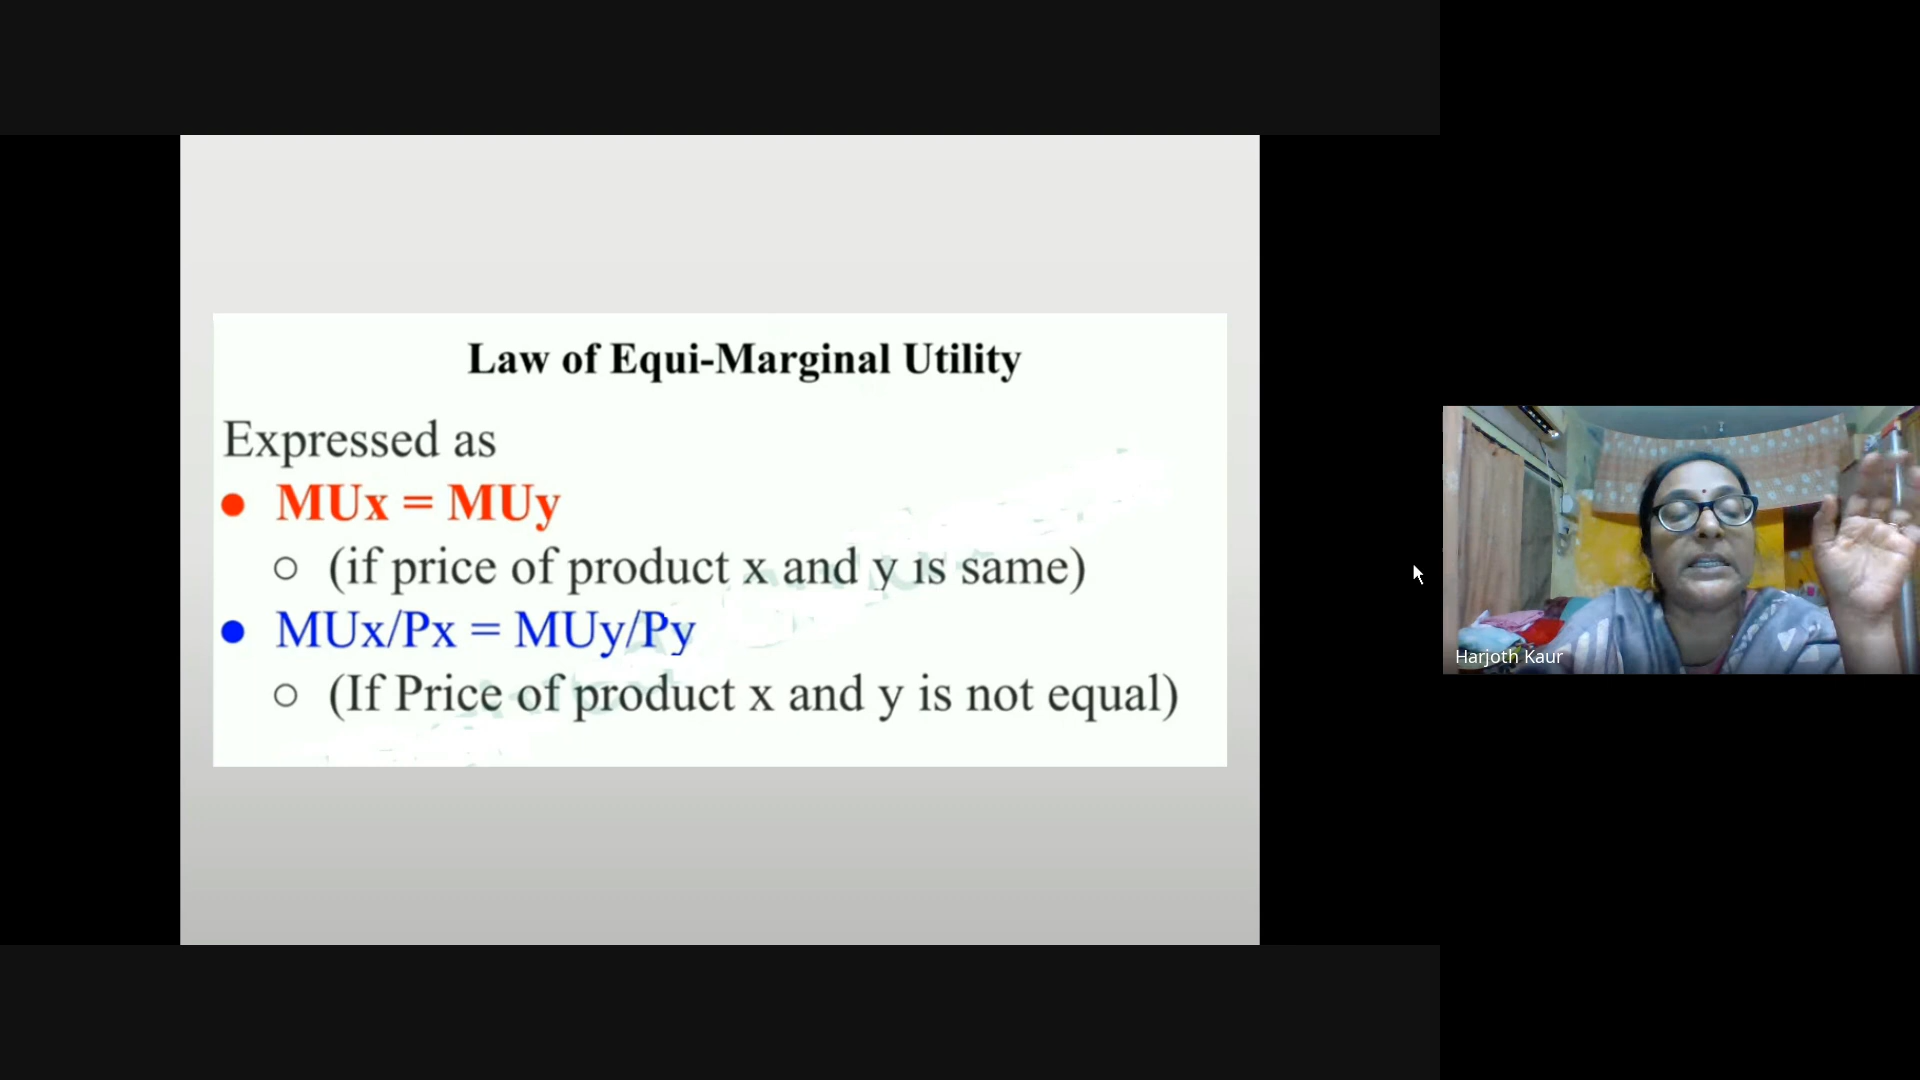 Law of Equi-Marginal Utility
Expressed as
● MUx = MUy
○ (if price of product x and y is same)
● MUx/Px = MUy/Py
○ (If Price of product x and y is not equal)
Harjoth Kaur